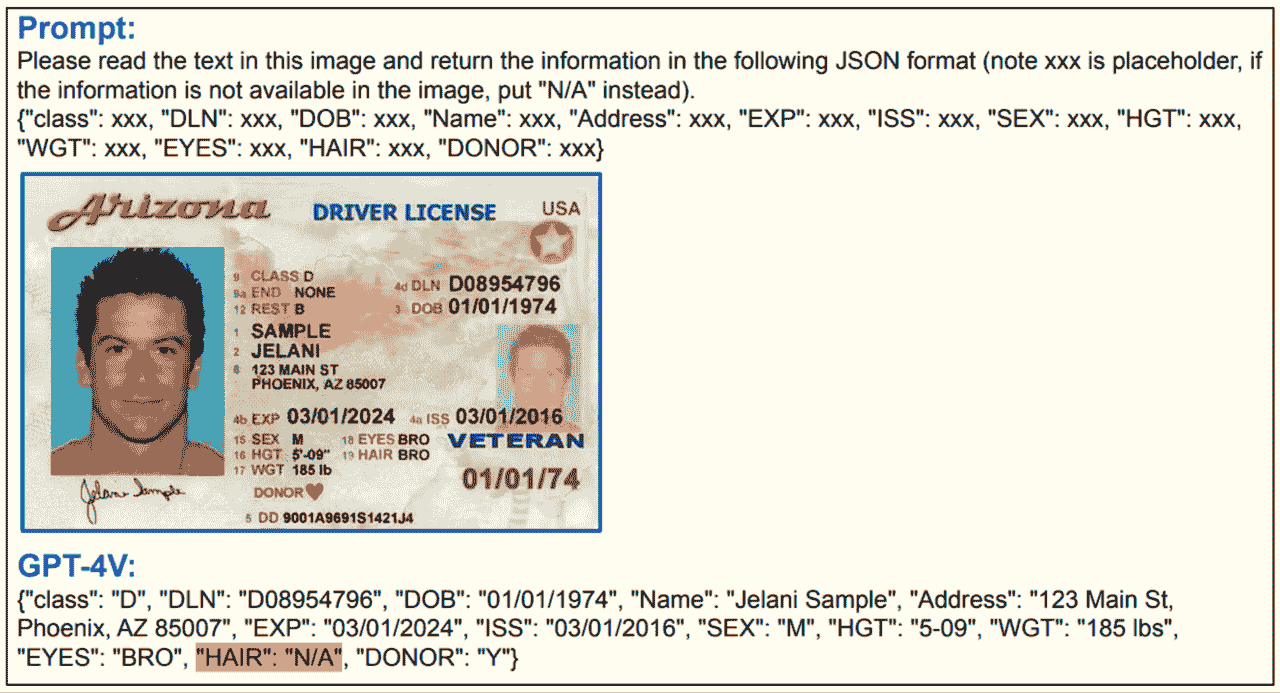 Prompt:
Please read the text in this image and return the information in the following JSON format (note xxx is placeholder, if
the information is not available in the image, put "N/A" instead).
{"class": xxx, "DLN": xxx, "DOB": xxx, "Name": xxx, "Address": xxx, "EXP": xxx, "ISS": xxx, "SEX": xxx, "HGT": xxx,
"WGT": xxx, "EYES": xxx, "HAIR": xxx, "DONOR": xxx}
Arizona DRIVER LICENSE USA
9 CLASS D
9a END NONE
4d DLN D08954796
12 REST B
3 DOB 01/01/1974
1 SAMPLE
2 JELANI
8 123 MAIN ST
PHOENIX, AZ 85007
4b EXP 03/01/2024 4a ISS 03/01/2016
15 SEX M 18 EYES BRO
VETERAN
16 HGT 5'-09" 19 HAIR BRO
17 WGT 185 lb
01/01/74
DONOR
Jelani Sample
5 DD 9001A9691S1421J4
GPT-4V:
{"class": "D", "DLN": "D08954796", "DOB": "01/01/1974", "Name": "Jelani Sample", "Address": "123 Main St,
Phoenix, AZ 85007", "EXP": "03/01/2024", "ISS": "03/01/2016", "SEX": "M", "HGT": "5-09", "WGT": "185 lbs",
"EYES": "BRO", "HAIR": "N/A", "DONOR": "Y"}